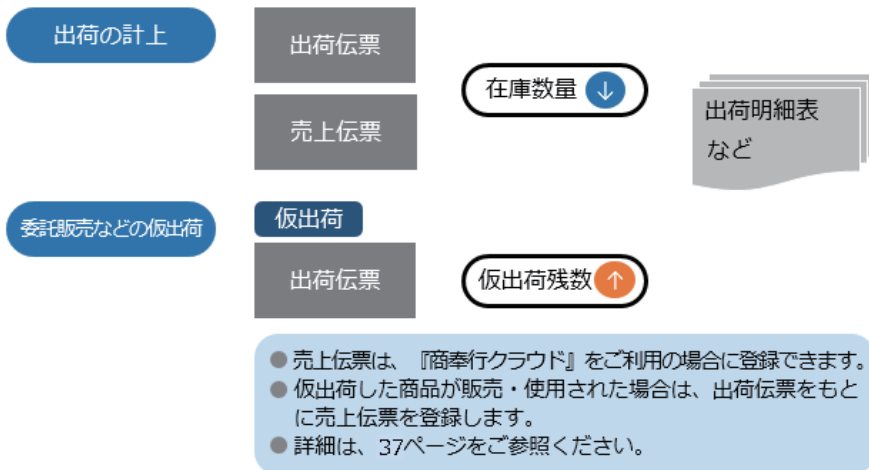 出荷の計上
出荷伝票
在庫数量
売上伝票
出荷明細表
など
委託販売などの仮出荷
仮出荷
出荷伝票
仮出荷残数
売上伝票は、『商奉行クラウド』をご利用の場合に登録できます。
仮出荷した商品が販売・使用された場合は、出荷伝票をもと
に売上伝票を登録します。
詳細は、37ページをご参照ください。